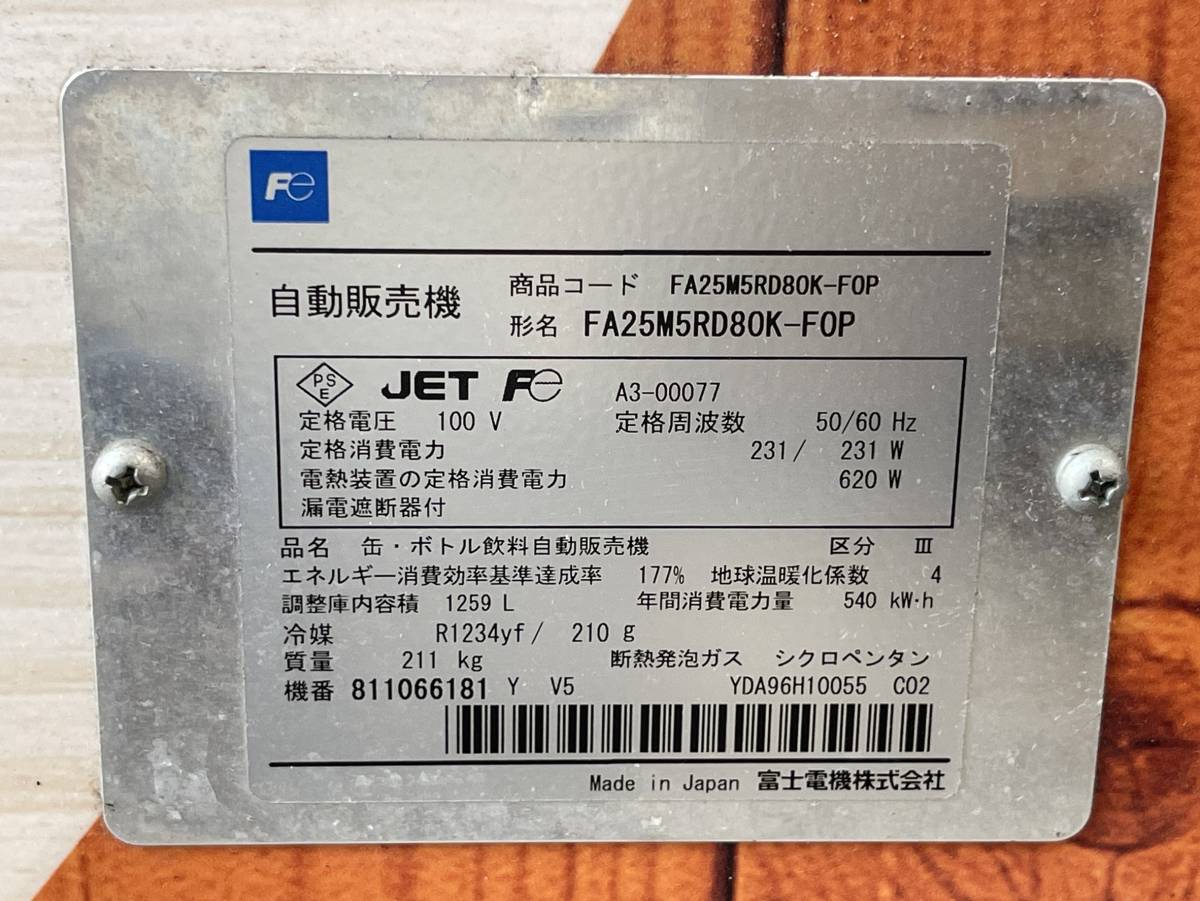 Fe
自動販売機
商品コード FA25M5RD80K-F0P
形名 FA25M5RD80K-F0P
PS E JET Fe A3-00077
定格電圧 100 V 定格周波数 50/60 Hz
定格消費電力 231/ 231 W
電熱装置の定格消費電力 620 W
漏電遮断器付
品名 缶・ボトル飲料自動販売機 区分 Ⅲ
エネルギー消費効率基準達成率 177% 地球温暖化係数 4
調整庫内容積 1259 L 年間消費電力量 540 kW·h
冷媒 R1234yf/ 210 g
質量 211 kg 断熱発泡ガス シクロペンタン
機番 811066181 Y V5 YDA96H10055 C02
Made in Japan 富士電機株式会社